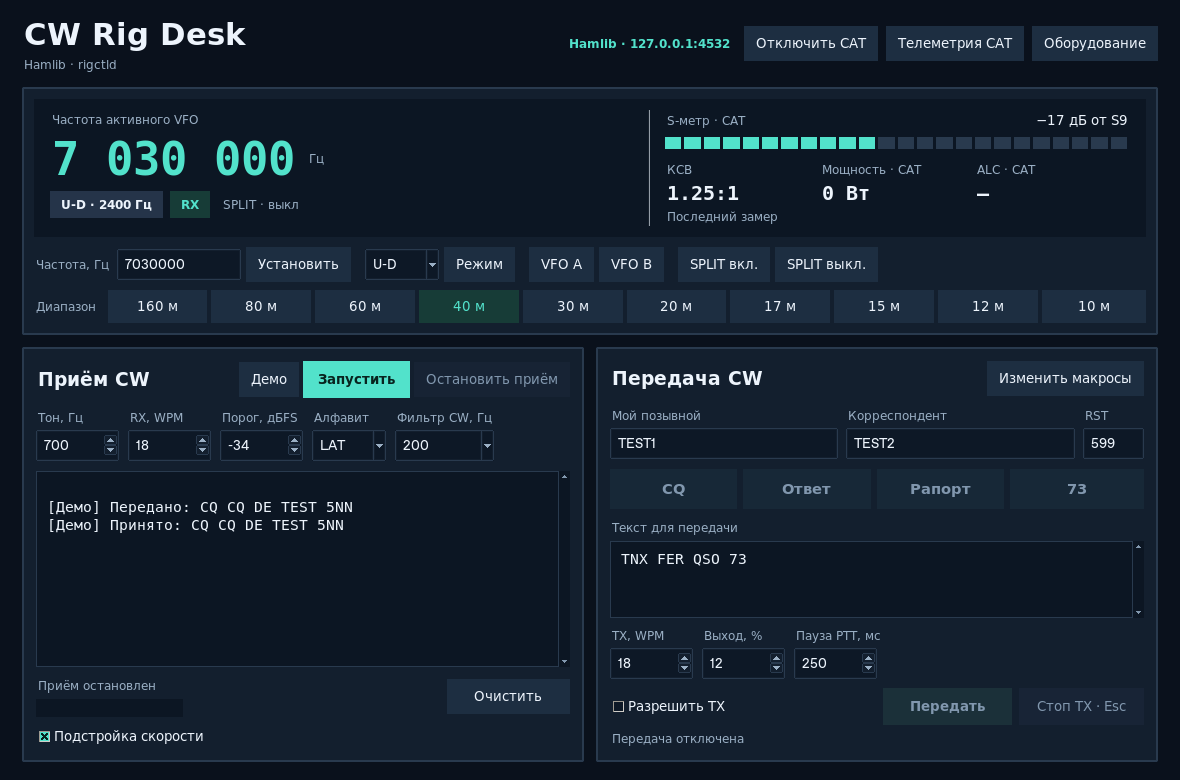 CW Rig Desk
Hamlib · rigctld
Hamlib · 127.0.0.1:4532
Отключить CAT
Телеметрия CAT
Оборудование
Частота активного VFO
7 030 000 Гц
U-D · 2400 Гц
RX
SPLIT · выкл
S-метр · CAT
−17 дБ от S9
КСВ
Мощность · CAT
ALC · CAT
1.25:1
0 Вт
—
Последний замер
Частота, Гц
7030000
Установить
U-D
Режим
VFO A
VFO B
SPLIT вкл.
SPLIT выкл.
Диапазон
160 м
80 м
60 м
40 м
30 м
20 м
17 м
15 м
12 м
10 м
Приём CW
Демо
Запустить
Остановить приём
Тон, Гц
RX, WPM
Порог, дБFS
Алфавит
Фильтр CW, Гц
700
18
-34
LAT
200
[Демо] Передано: CQ CQ DE TEST 5NN
[Демо] Принято: CQ CQ DE TEST 5NN
Приём остановлен
Очистить
Подстройка скорости
Передача CW
Изменить макросы
Мой позывной
Корреспондент
RST
TEST1
TEST2
599
CQ
Ответ
Рапорт
73
Текст для передачи
TNX FER QSO 73
TX, WPM
Выход, %
Пауза PTT, мс
18
12
250
Разрешить TX
Передать
Стоп TX · Esc
Передача отключена